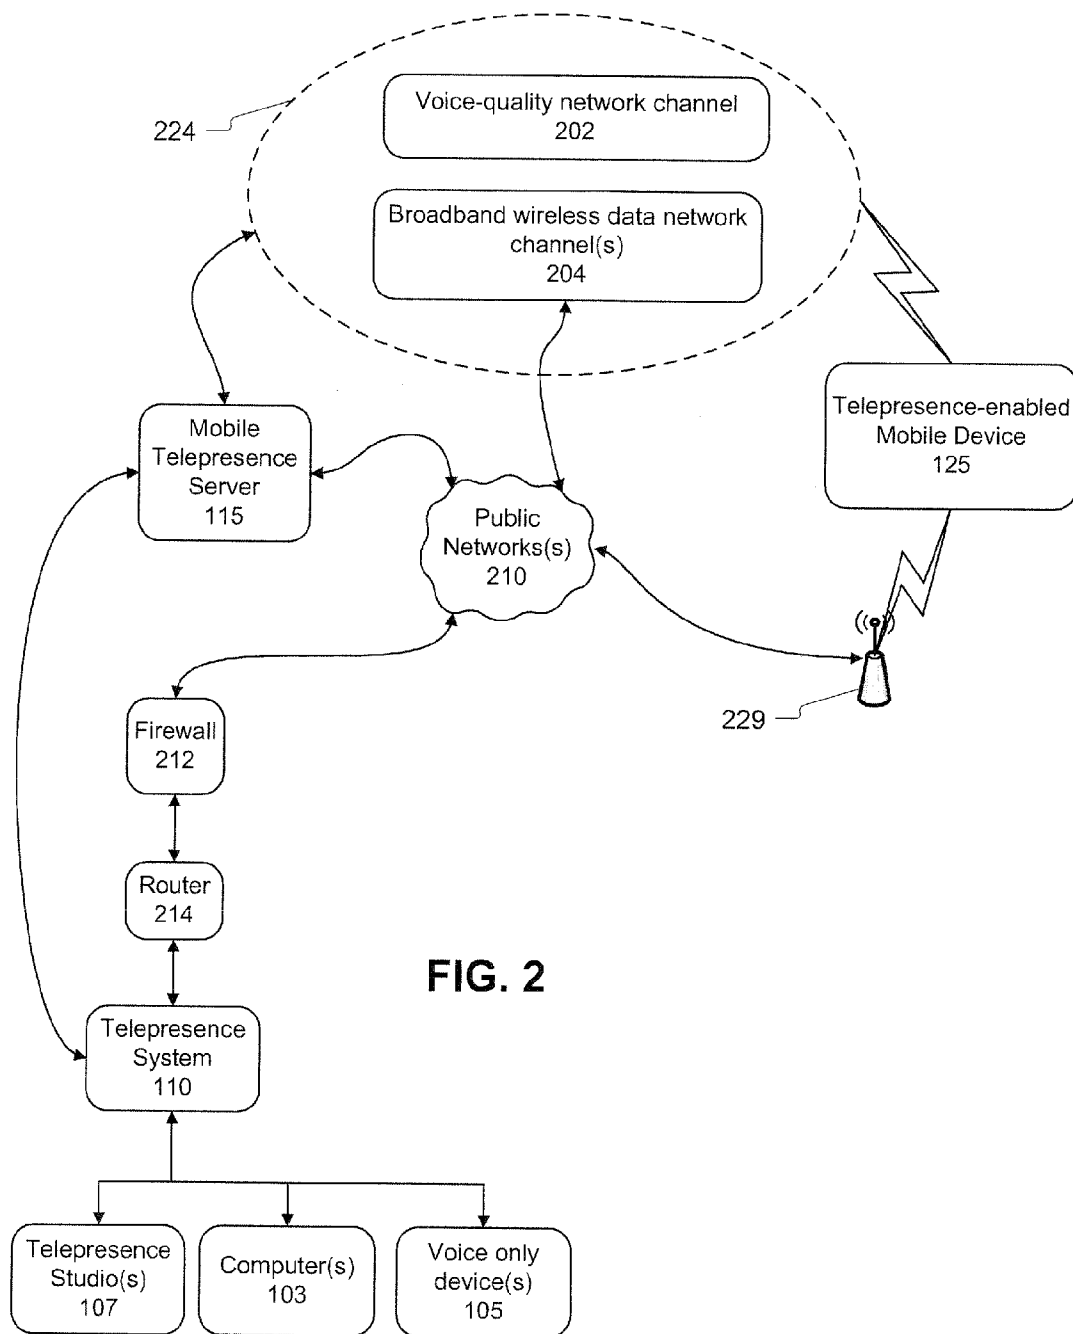 Voice-quality network channel
202
224
Broadband wireless data network
channel(s)
204
Mobile
Telepresence
Server
115
Telepresence-enabled
Mobile Device
125
Public
Networks(s)
210
229
Firewall
212
Router
214
FIG. 2
Telepresence
System
110
Telepresence
Studio(s)
107
Computer(s)
103
Voice only
device(s)
105